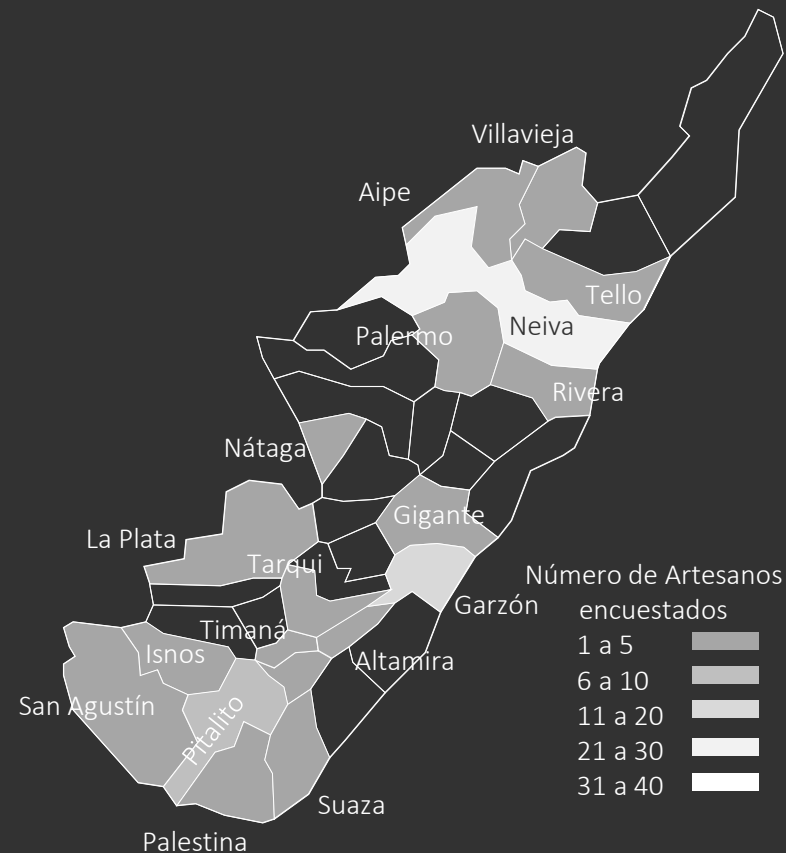 Villavieja
Aipe
Tello
Neiva
Palermo
Rivera
Nátaga
Gigante
La Plata
Tarqui
Garzón
Timaná
Altamira
Isnos
San Agustín
Pitalito
Suaza
Palestina
Número de Artesanos
encuestados
1 a 5
6 a 10
11 a 20
21 a 30
31 a 40